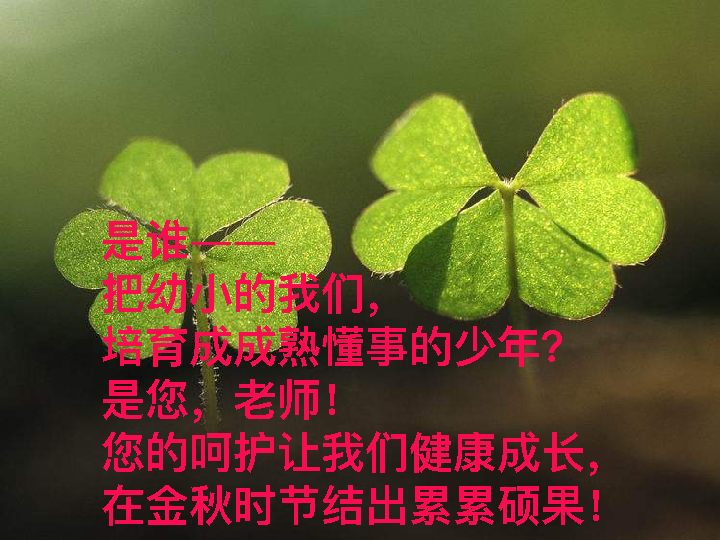 是谁——
把幼小的我们，
培育成成熟懂事的少年？
是您，老师！
您的呵护让我们健康成长，
在金秋时节结出累累硕果！